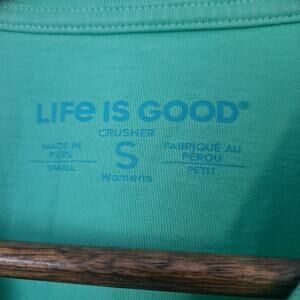 LIFE IS GOOD®
CRUSHER
MADE IN
PERU
SMALL
S
FABRIQUÉ AU
PÉROU
PETIT
Womens